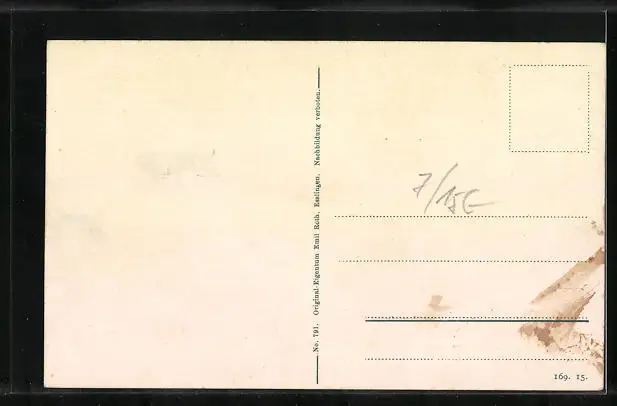 No. 791. Original-Eigentum Emil Roth, Esslingen. Nachbildung verboten.
7/15€
169. 15.